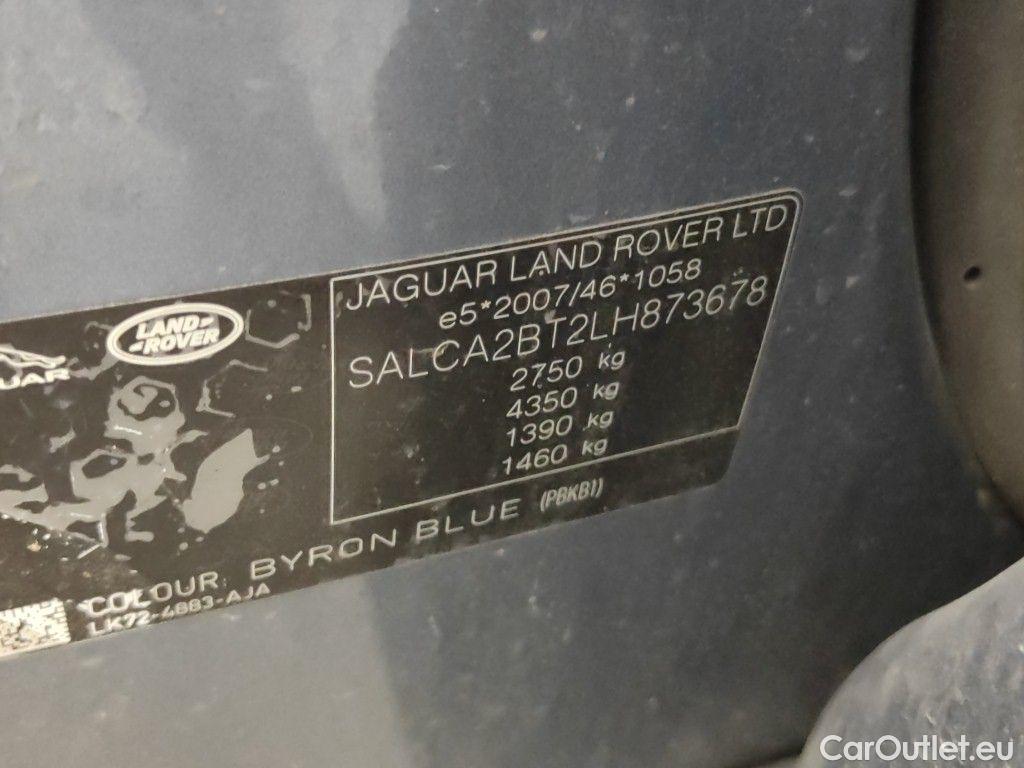 JAGUAR LAND ROVER LTD
e5*2007/46*1058
SALCA2BT2LH873678
2750 kg
4350 kg
1390 kg
1460 kg
LAND-
-ROVER
GUAR
COLOUR: BYRON BLUE (PBKB1)
LK72-4883-AJA
CarOutlet.eu